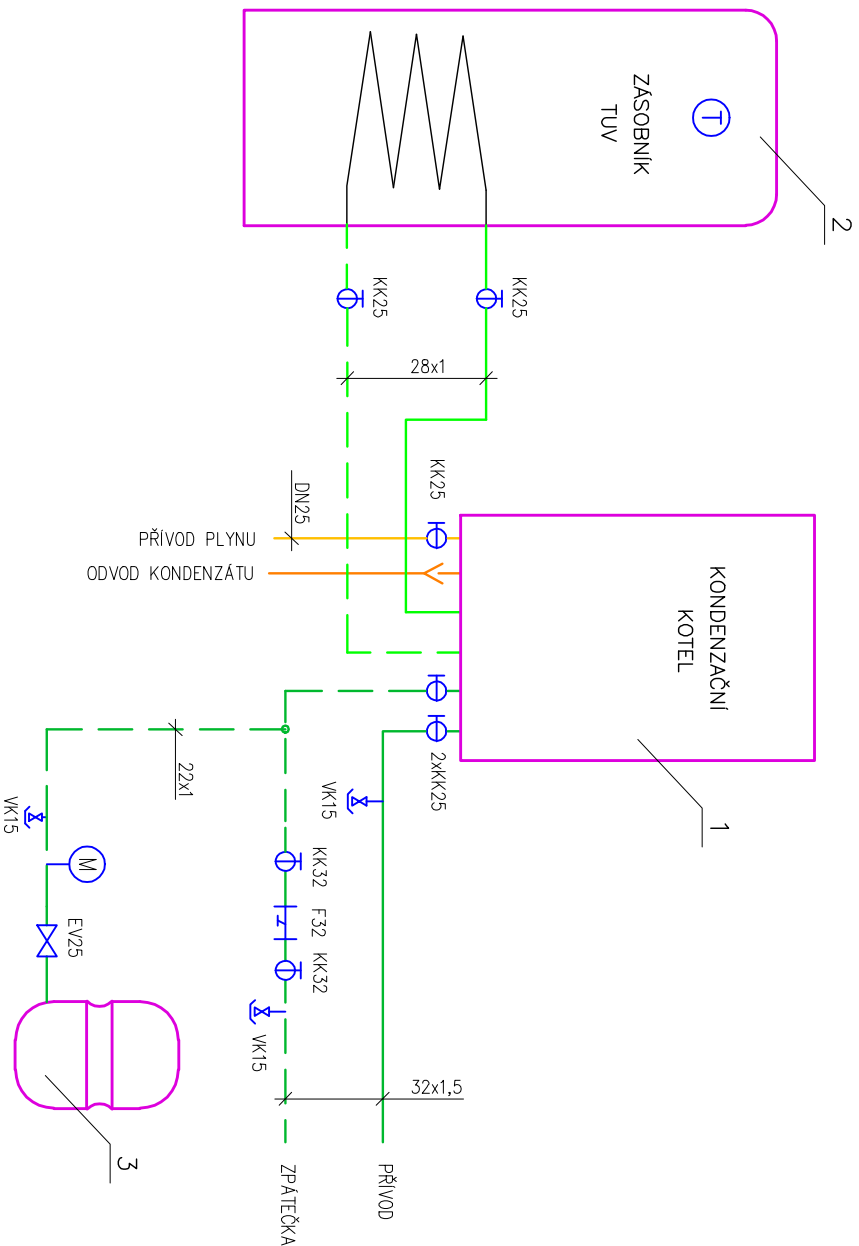 T
ZÁSOBNÍK
TUV
2
KK25
KK25
28x1
KK25
DN25
PŘÍVOD PLYNU
ODVOD KONDENZÁTU
KONDENZAČNÍ
KOTEL
1
2xKK25
VK15
22x1
VK15
M
EV25
KK32
F32
KK32
VK15
32x1,5
3
PŘÍVOD
ZPÁTEČKA